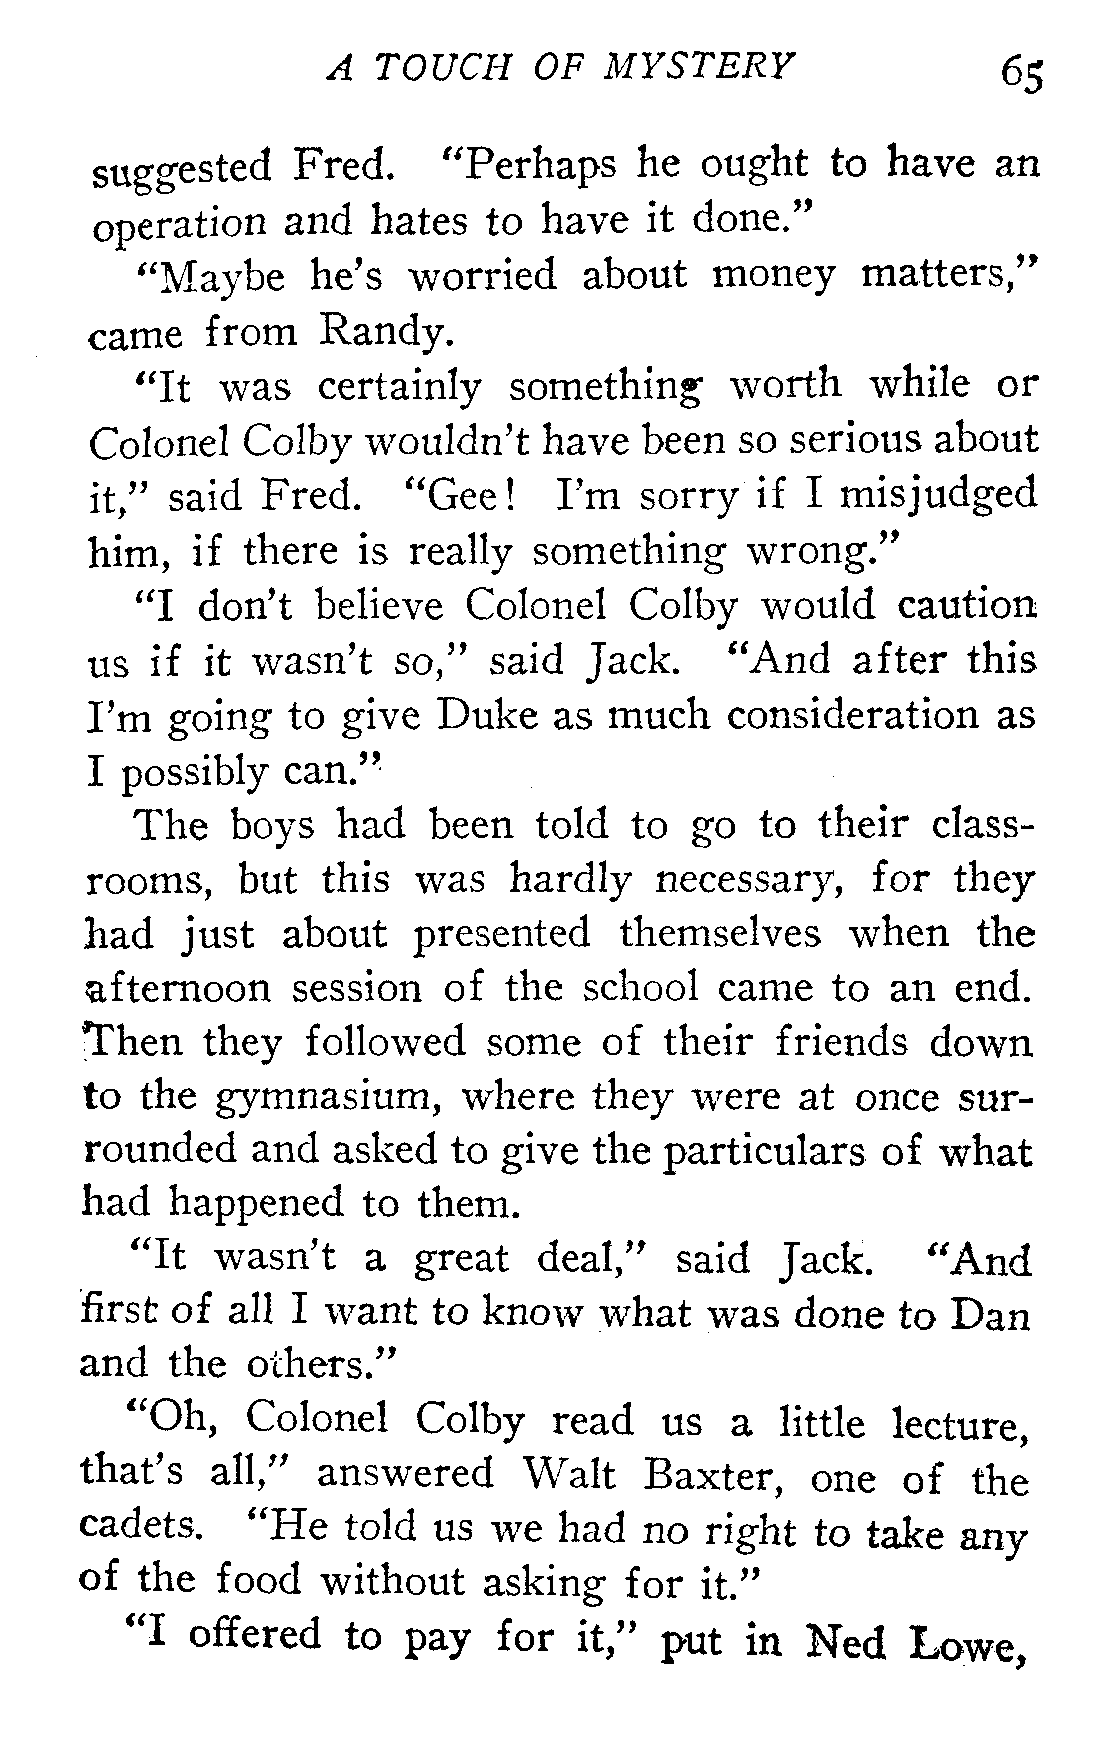 A TOUCH OF MYSTERY 65
suggested Fred. "Perhaps he ought to have an
operation and hates to have it done."
"Maybe he's worried about money matters,"
came from Randy.
"It was certainly something worth while or
Colonel Colby wouldn't have been so serious about
it," said Fred. "Gee! I'm sorry if I misjudged
him, if there is really something wrong."
"I don't believe Colonel Colby would caution
us if it wasn't so," said Jack. "And after this
I'm going to give Duke as much consideration as
I possibly can."
The boys had been told to go to their class-
rooms, but this was hardly necessary, for they
had just about presented themselves when the
afternoon session of the school came to an end.
Then they followed some of their friends down
to the gymnasium, where they were at once sur-
rounded and asked to give the particulars of what
had happened to them.
"It wasn't a great deal," said Jack. "And
first of all I want to know what was done to Dan
and the others."
"Oh, Colonel Colby read us a little lecture,
that's all," answered Walt Baxter, one of the
cadets. "He told us we had no right to take any
of the food without asking for it."
"I offered to pay for it," put in Ned Lowe,